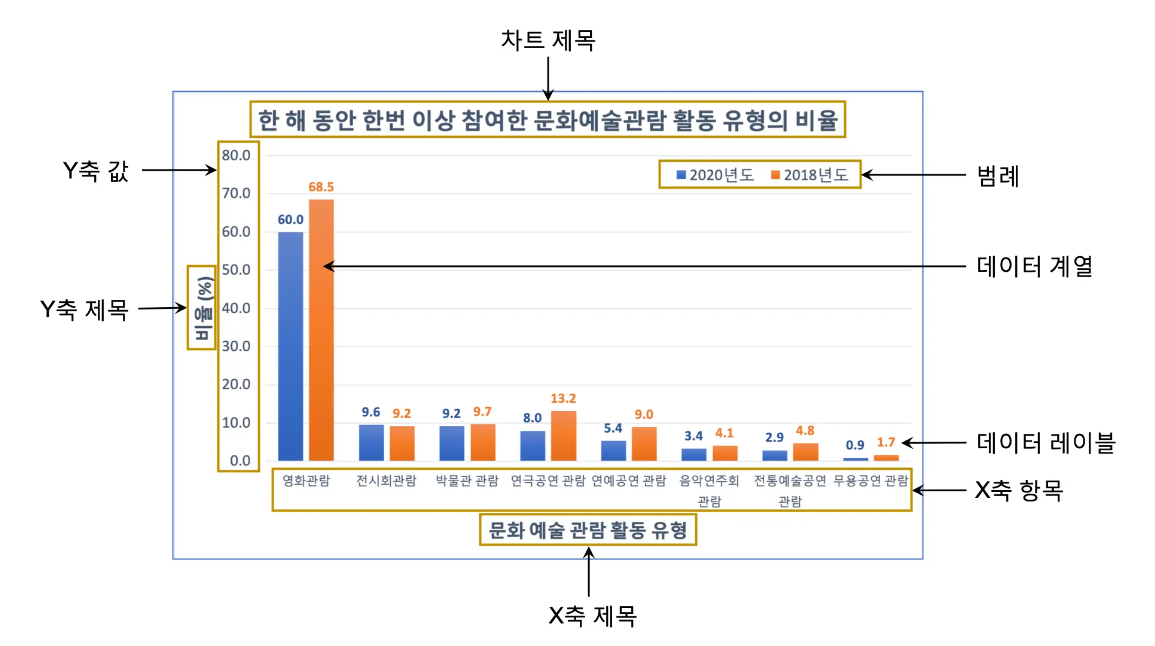 차트 제목
한 해 동안 한번 이상 참여한 문화예술관람 활동 유형의 비율
Y축 값
80.0
70.0
60.0
50.0
40.0
30.0
20.0
10.0
0.0
2020년도 2018년도
범례
데이터 계열
Y축 제목
비율 (%)
60.0 68.5
9.6 9.2
9.2 9.7
8.0 13.2
5.4 9.0
3.4 4.1
2.9 4.8
0.9 1.7
데이터 레이블
영화관람 전시회관람 박물관 관람 연극공연 관람 연예공연 관람 음악연주회 전통예술공연 무용공연 관람
관람 관람
X축 항목
문화 예술 관람 활동 유형
X축 제목